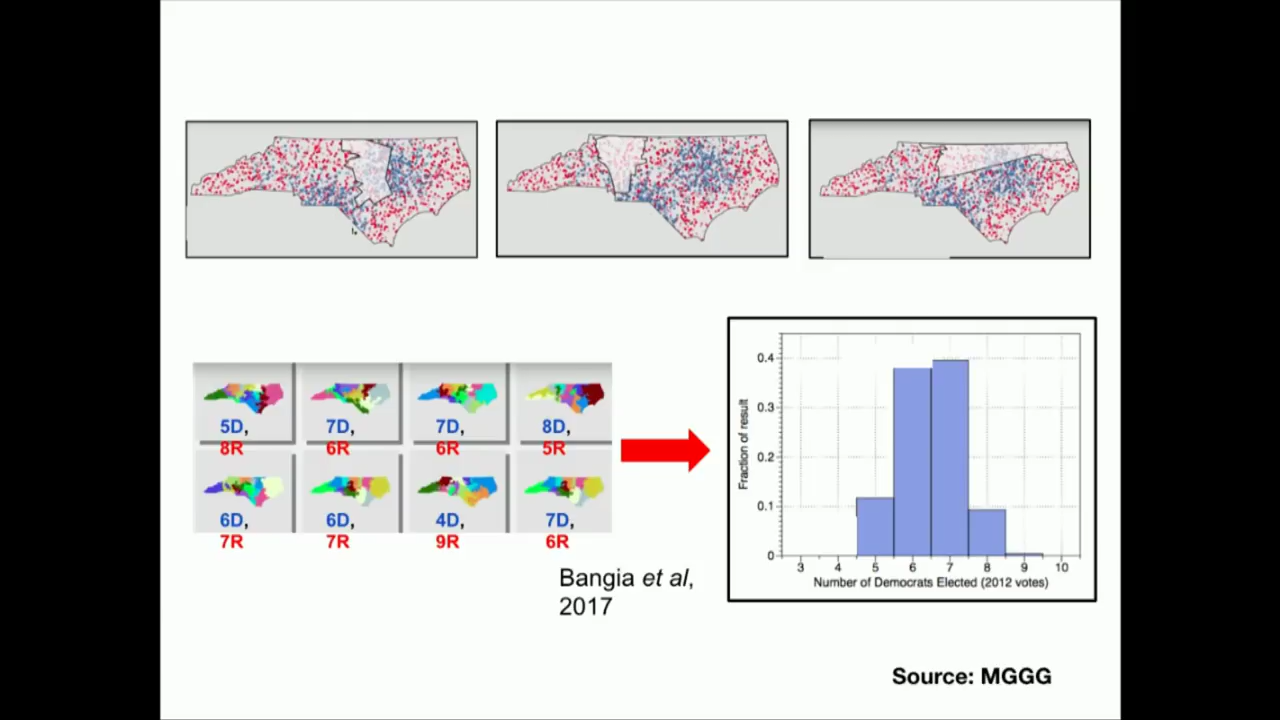 5D,
8R
7D,
6R
7D,
6R
8D,
5R
6D,
7R
6D,
7R
4D,
9R
7D,
6R
Bangia et al,
2017
Fraction of result
0.4
0.3
0.2
0.1
0
3 4 5 6 7 8 9 10
Number of Democrats Elected (2012 votes)
Source: MGGG